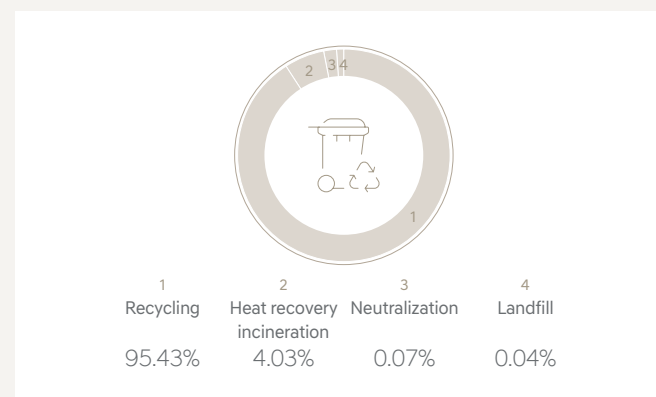 2
3
4
1
1
2
3
4
Recycling
Heat recovery
incineration
Neutralization
Landfill
95.43%
4.03%
0.07%
0.04%